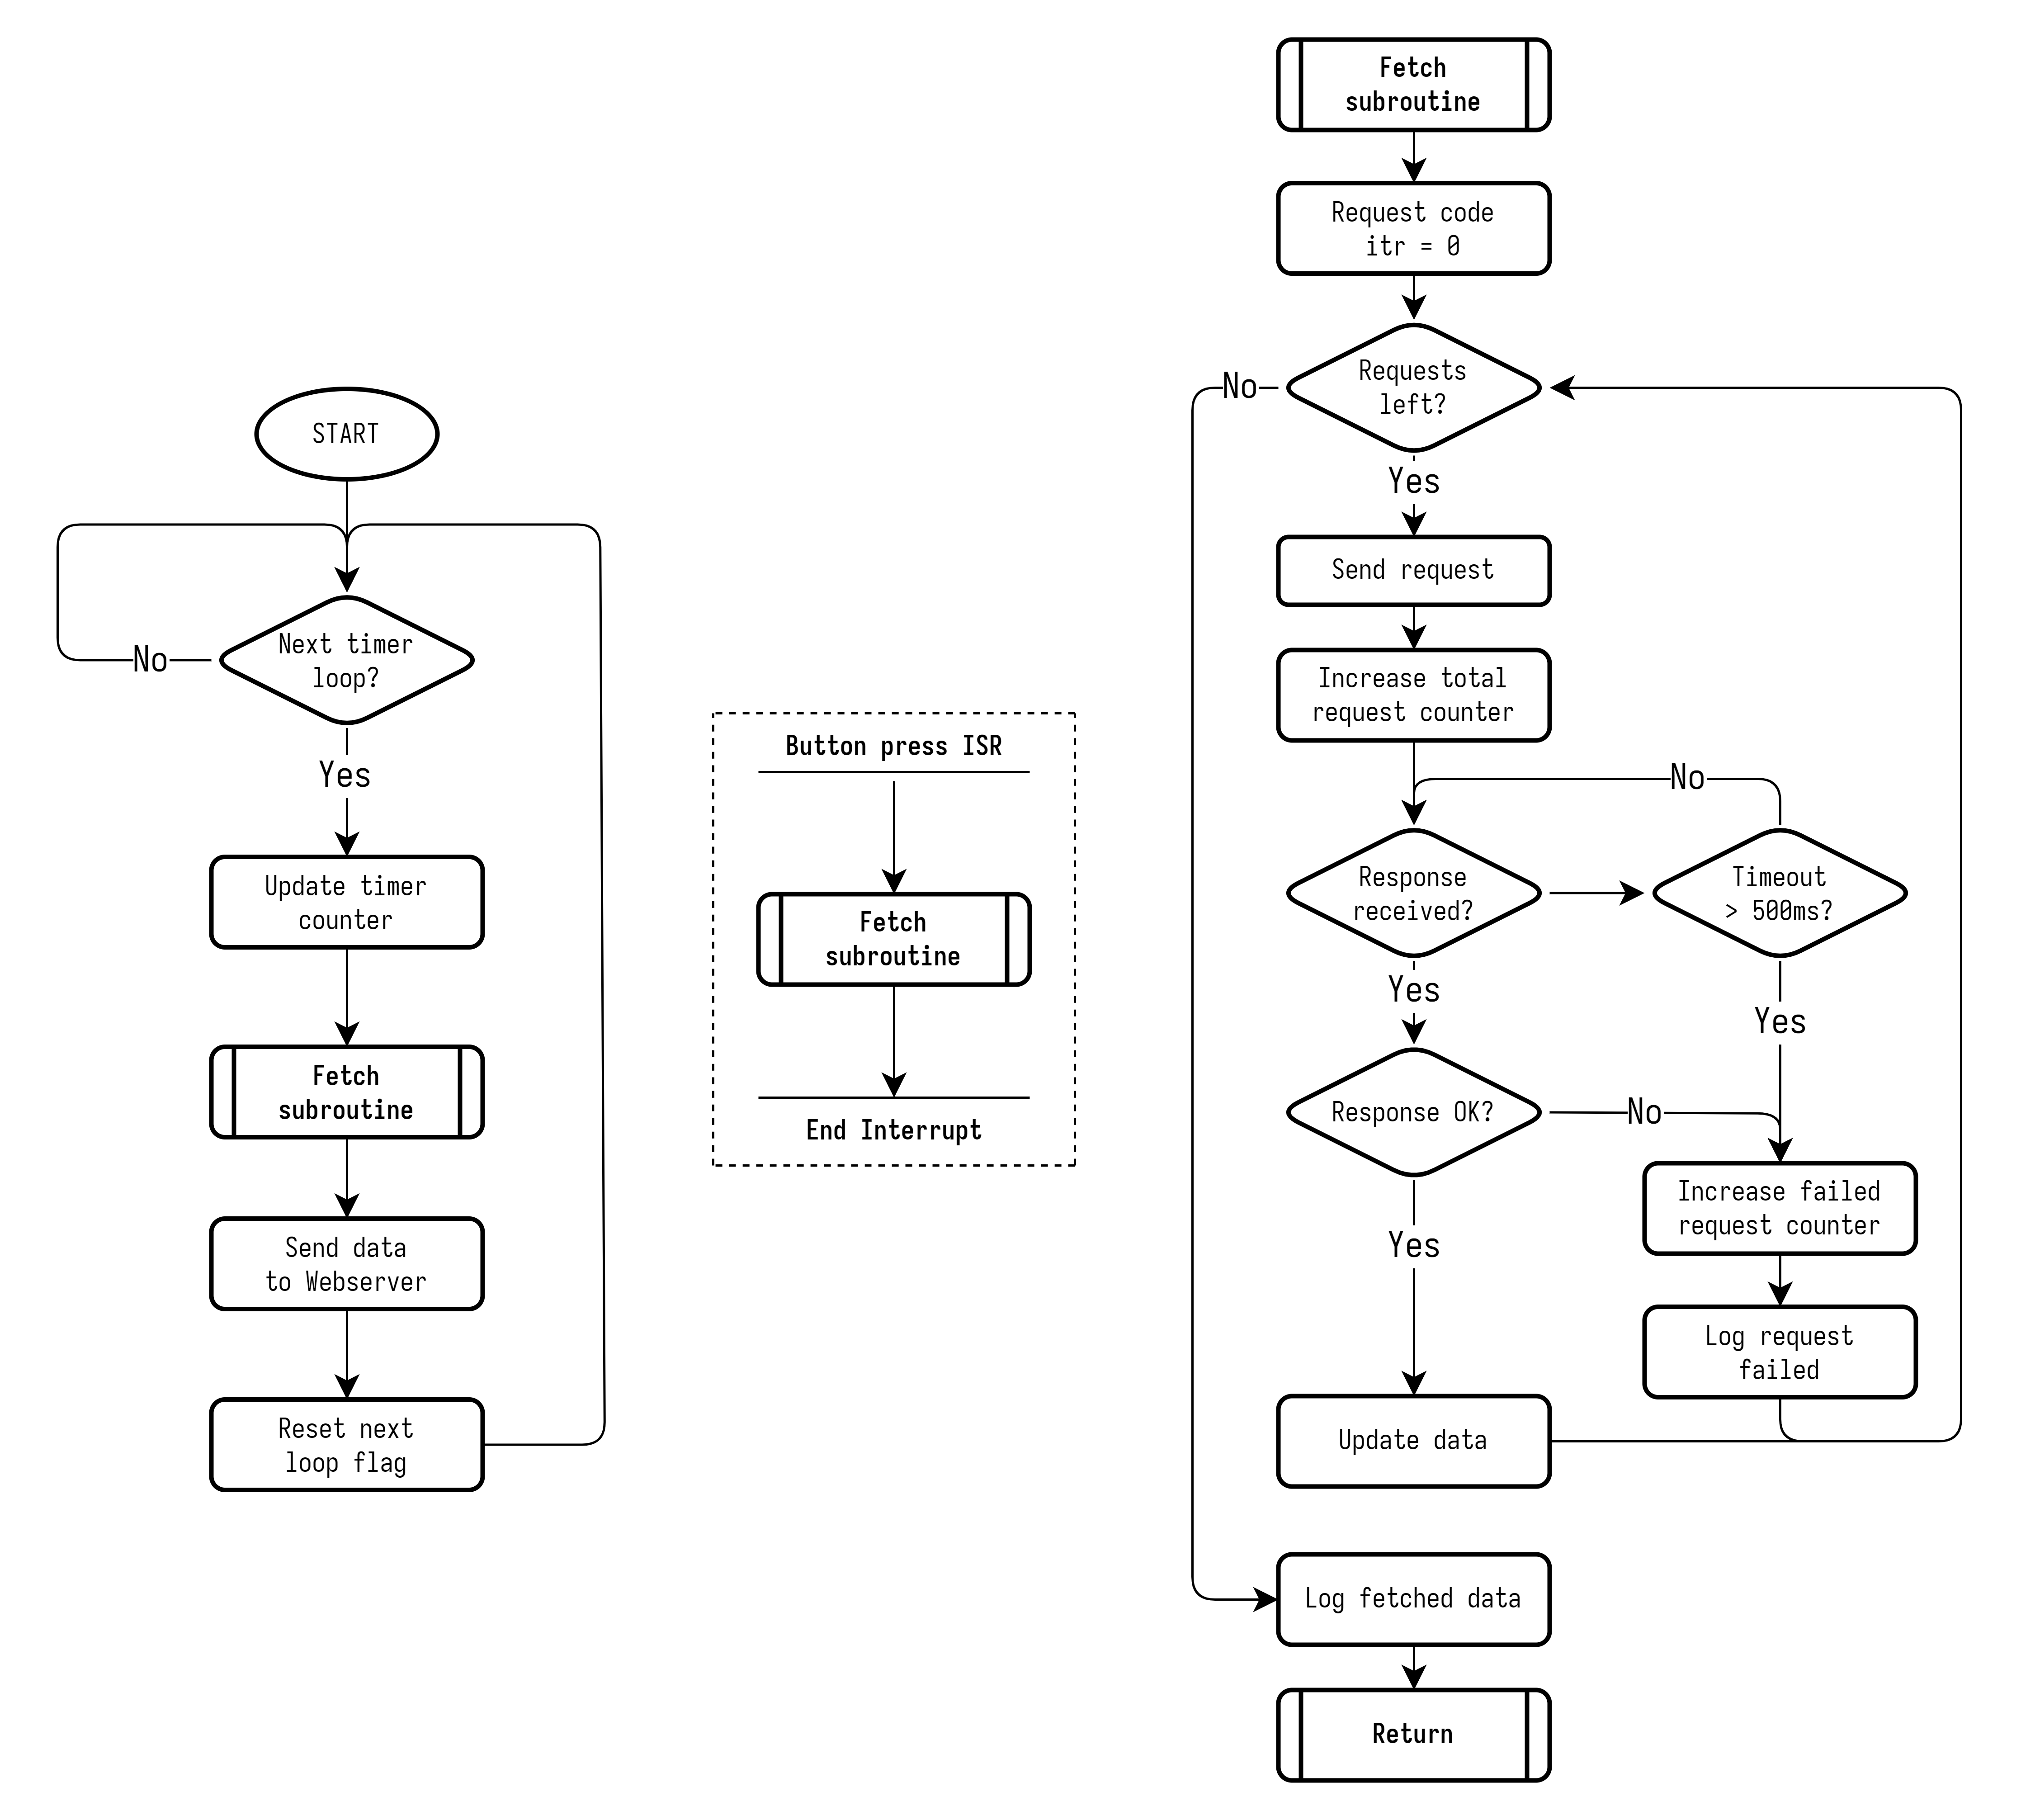 START
Next timer
loop?
No
Yes
Update timer
counter
Fetch
subroutine
Send data
to Webserver
Reset next
loop flag
Button press ISR
Fetch
subroutine
End Interrupt
Fetch
subroutine
Request code
itr = 0
Requests
left?
No
Yes
Send request
Increase total
request counter
No
Response
received?
Timeout
> 500ms?
Yes
Yes
Response OK?
No
Increase failed
request counter
Yes
Log request
failed
Update data
Log fetched data
Return